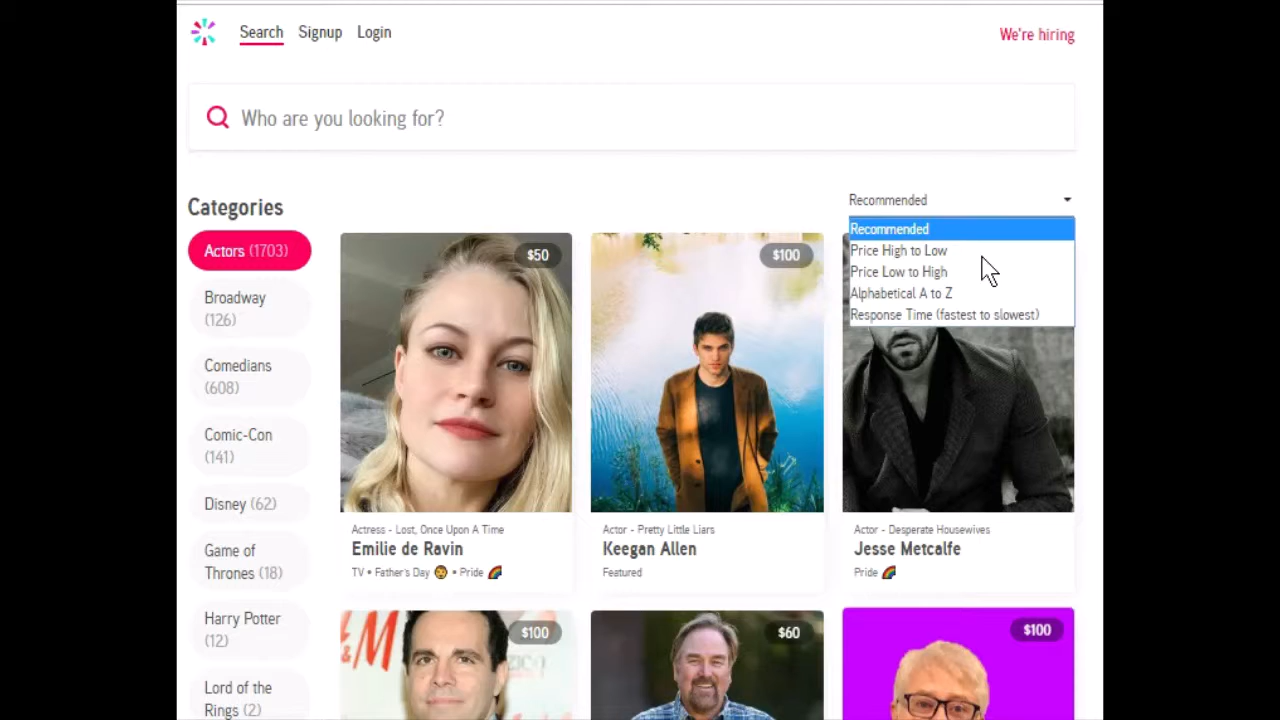 Search Signup Login We're hiring
Who are you looking for?
Categories
Recommended
Recommended
Price High to Low
Price Low to High
Alphabetical A to Z
Response Time (fastest to slowest)
Actors (1703)
Broadway
(126)
Comedians
(608)
Comic-Con
(141)
Disney (62)
Game of
Thrones (18)
Harry Potter
(12)
Lord of the
Rings (2)
$50
Actress - Lost, Once Upon A Time
Emilie de Ravin
TV • Father's Day 👨 • Pride 🌈
$100
Actor - Pretty Little Liars
Keegan Allen
Featured
Actor - Desperate Housewives
Jesse Metcalfe
Pride 🌈
$100
$60
$100